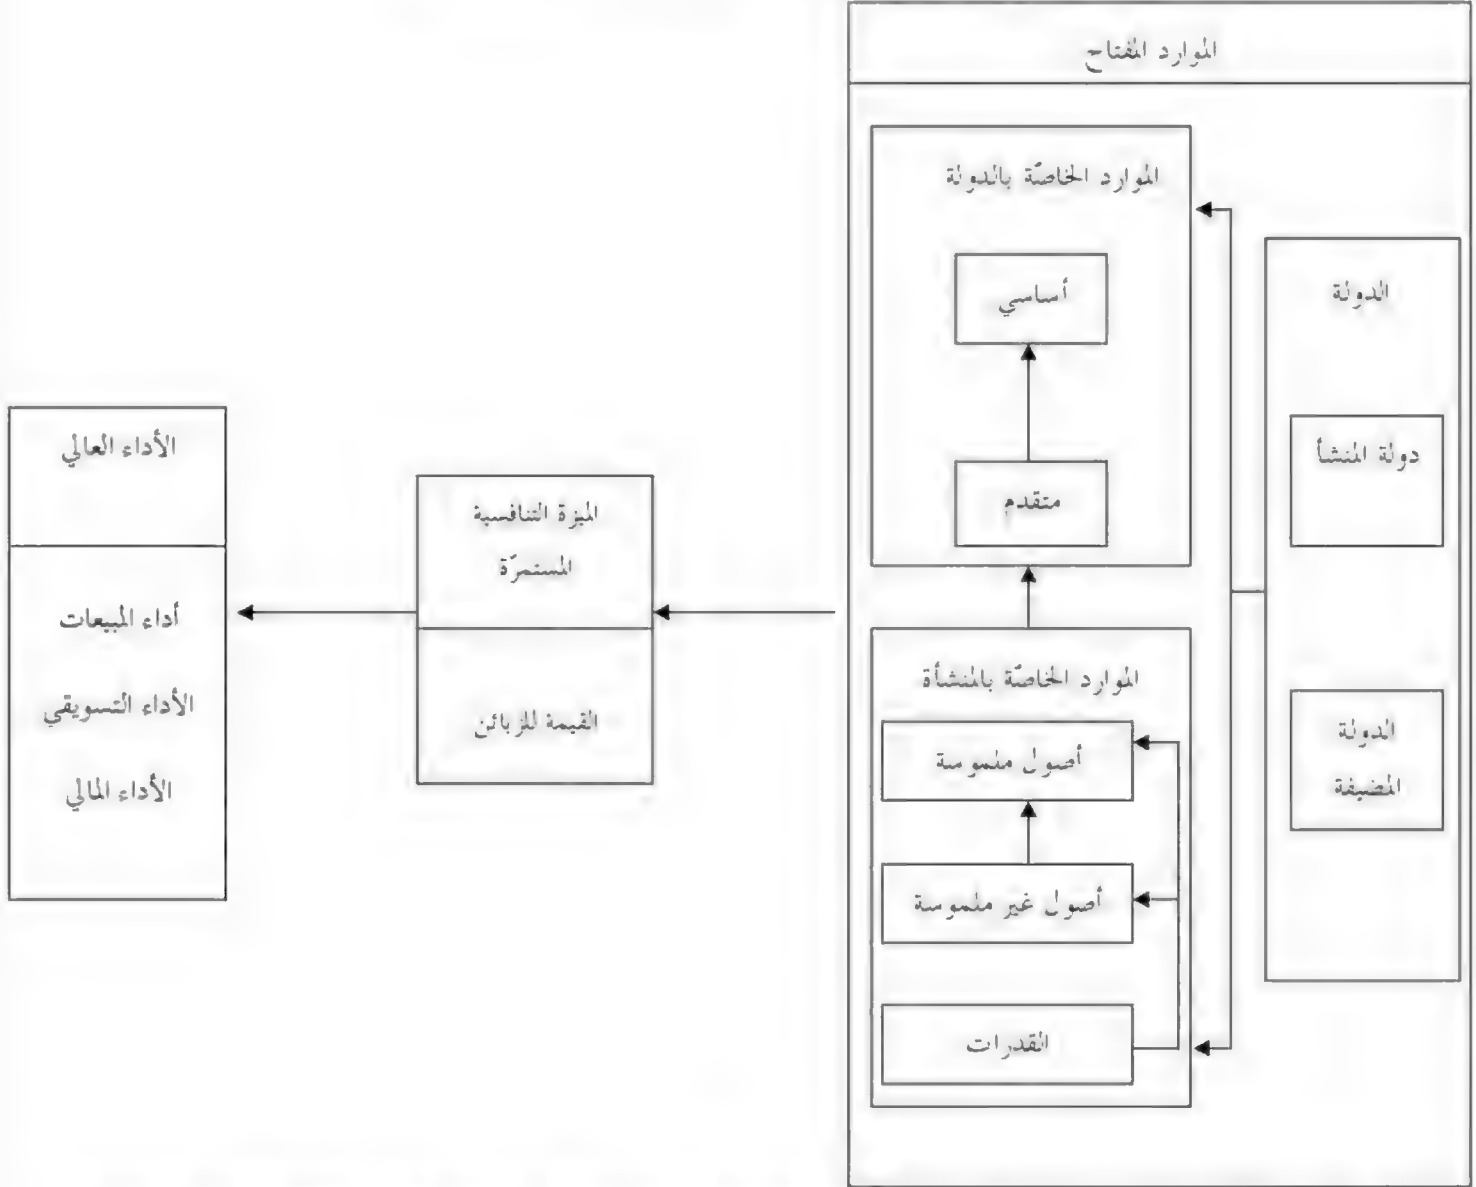 الموارد المفتاح
الموارد الخاصّة بالدولة
أساسي
متقدم
الموارد الخاصّة بالمنشأة
أصول ملموسة
أصول غير ملموسة
القدرات
الدولة
دولة المنشأ
الدولة
المضيفة
الميزة التنافسية
المستمرّة
القيمة للزبائن
الأداء العالي
أداء المبيعات
الأداء التسويقي
الأداء المالي